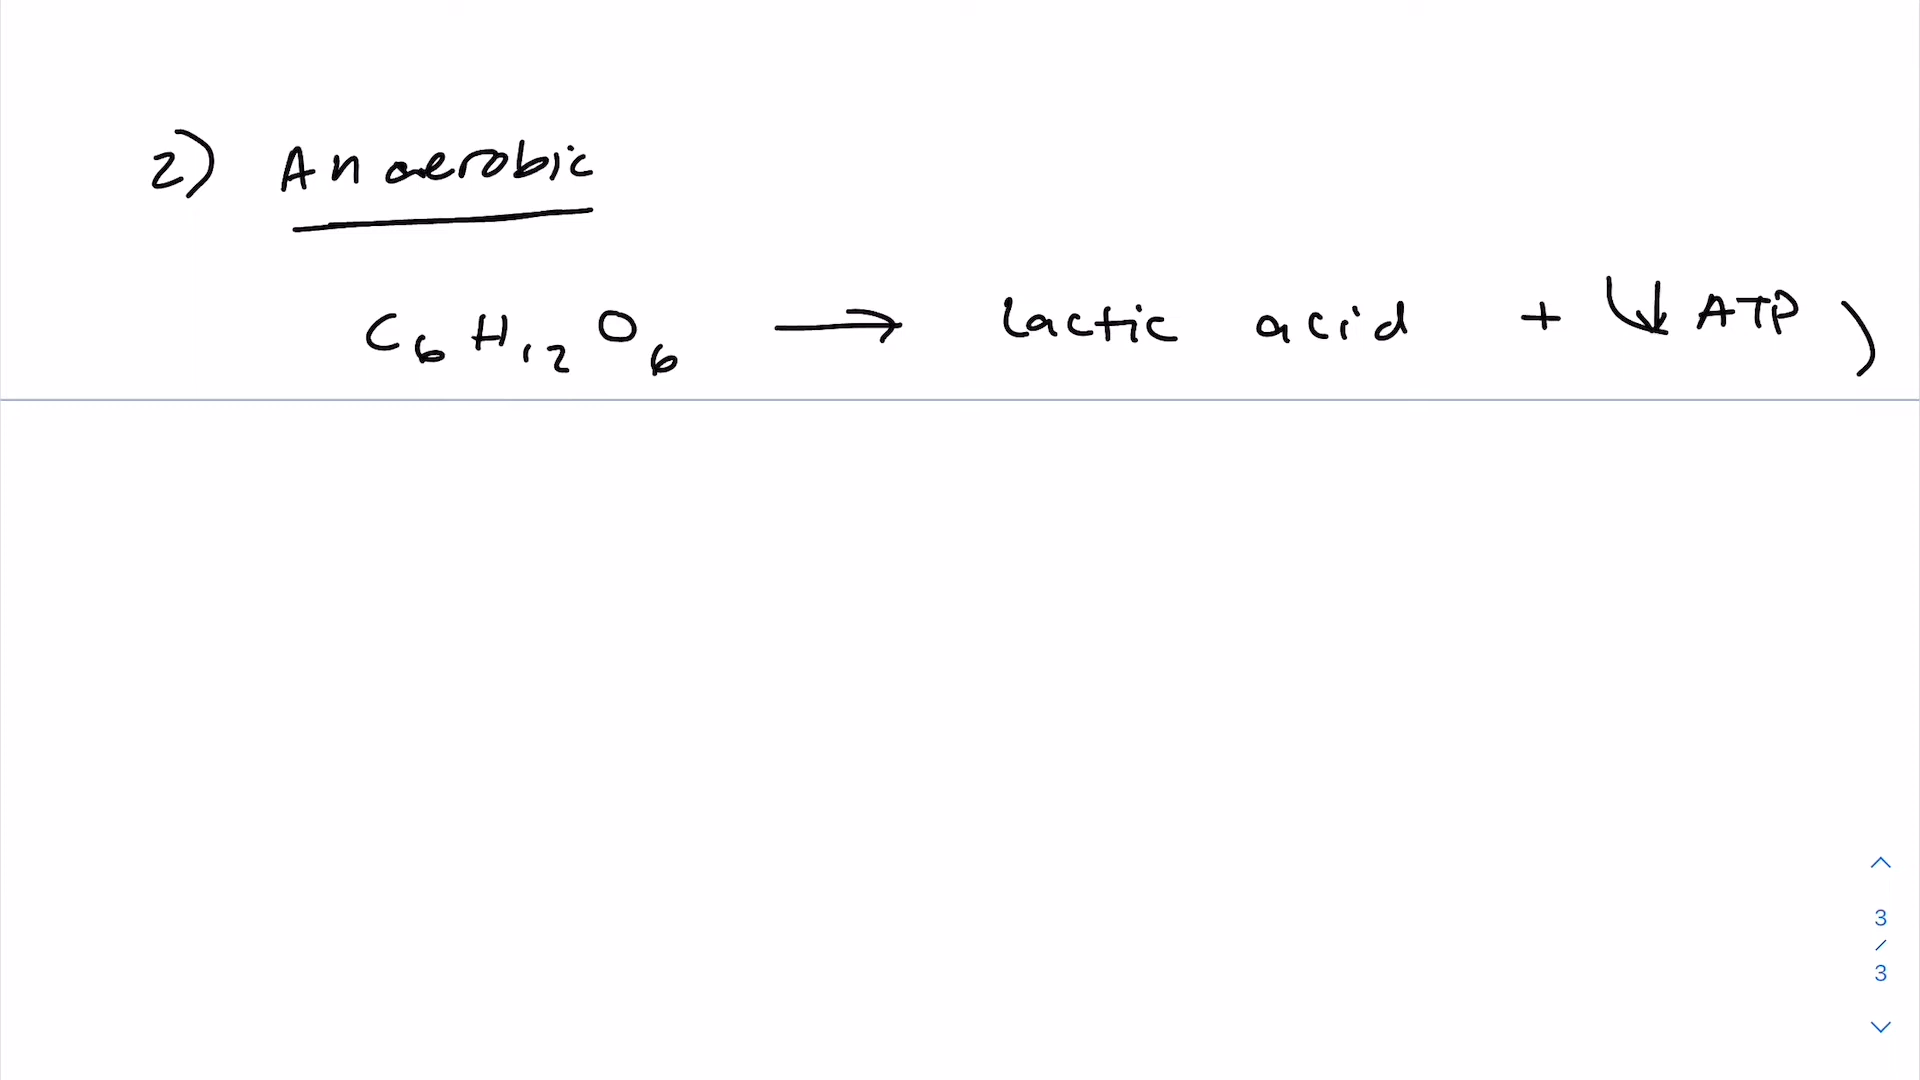 2) Anaerobic
C₆H₁₂O₆ → lactic acid + (↓ ATP)
3
/
3